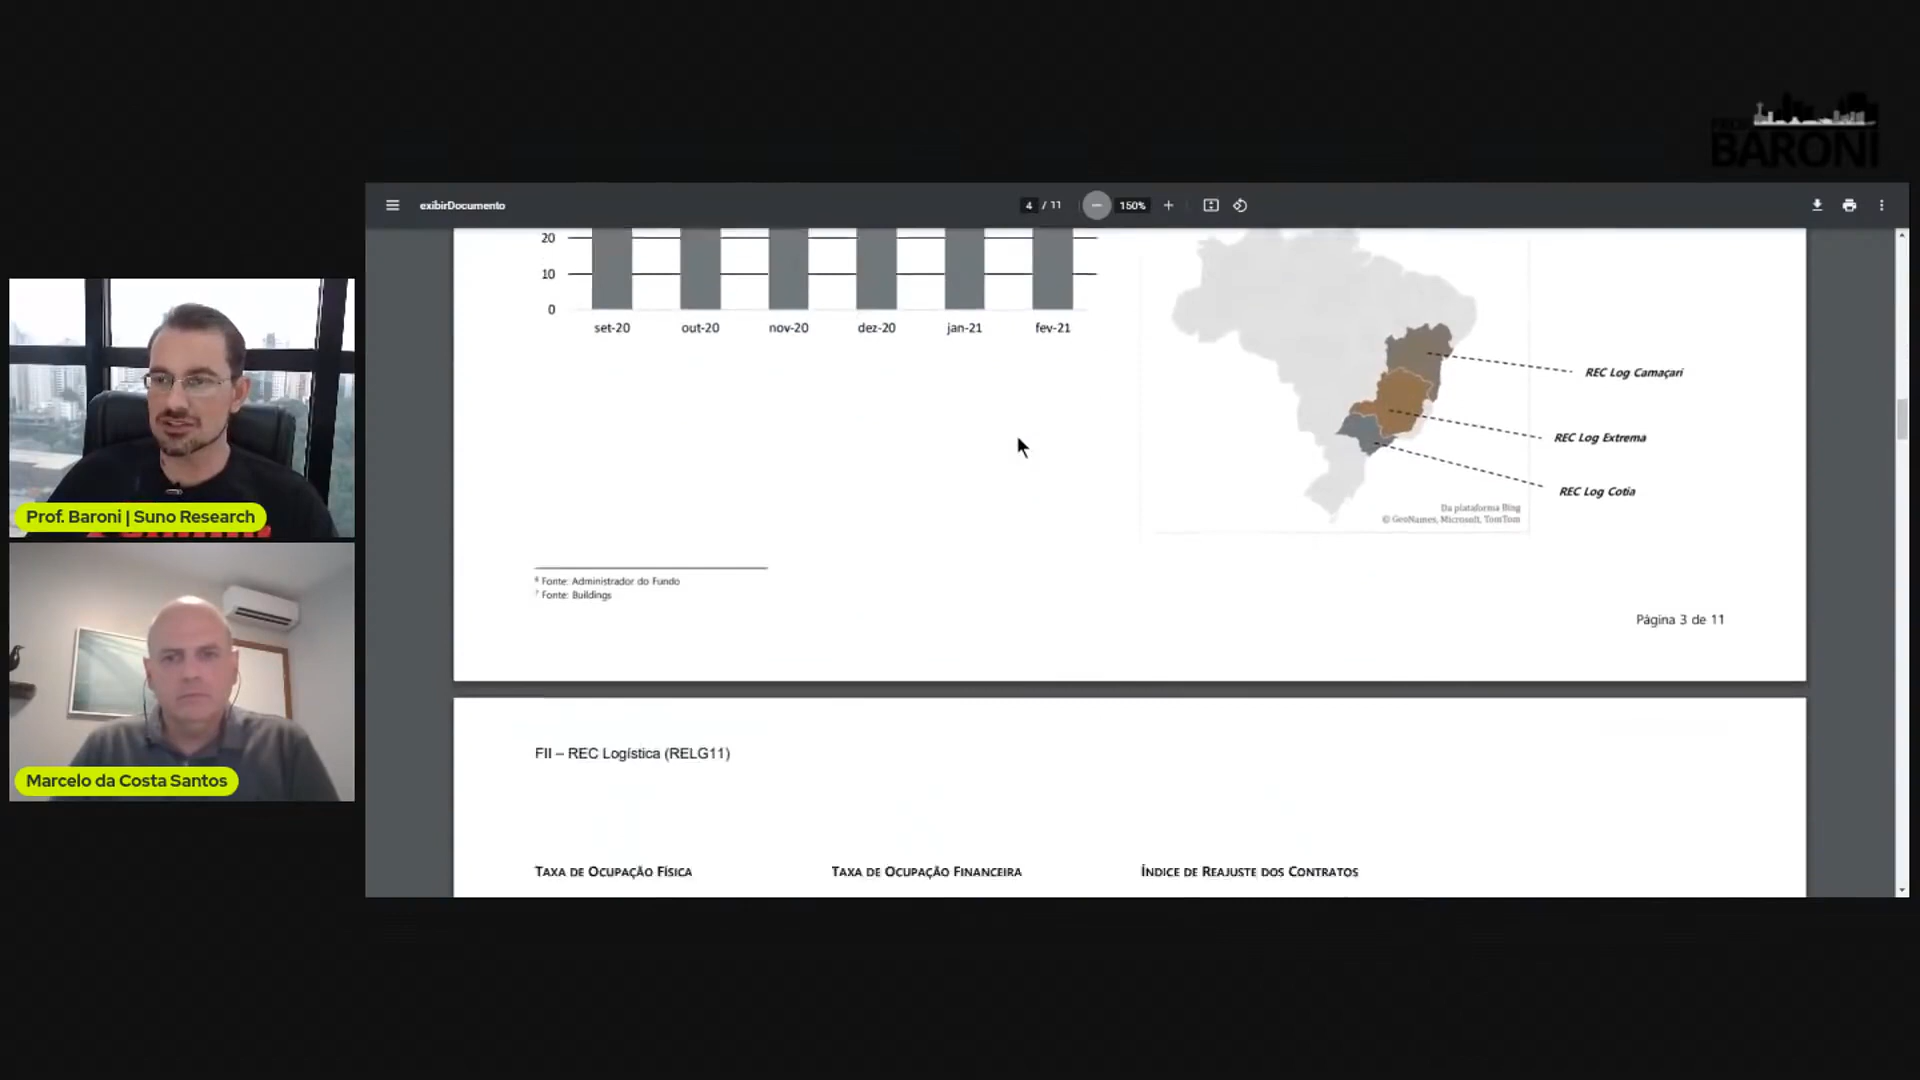 BARONI
exibirDocumento
4 / 11
150%
20
10
0
set-20
out-20
nov-20
dez-20
jan-21
fev-21
REC Log Camaçari
REC Log Extrema
REC Log Cotia
Da plataforma Bing
© GeoNames, Microsoft, TomTom
⁶ Fonte: Administrador do Fundo
⁷ Fonte: Buildings
Página 3 de 11
FII – REC Logística (RELG11)
TAXA DE OCUPAÇÃO FÍSICA
TAXA DE OCUPAÇÃO FINANCEIRA
ÍNDICE DE REAJUSTE DOS CONTRATOS
Prof. Baroni | Suno Research
Marcelo da Costa Santos